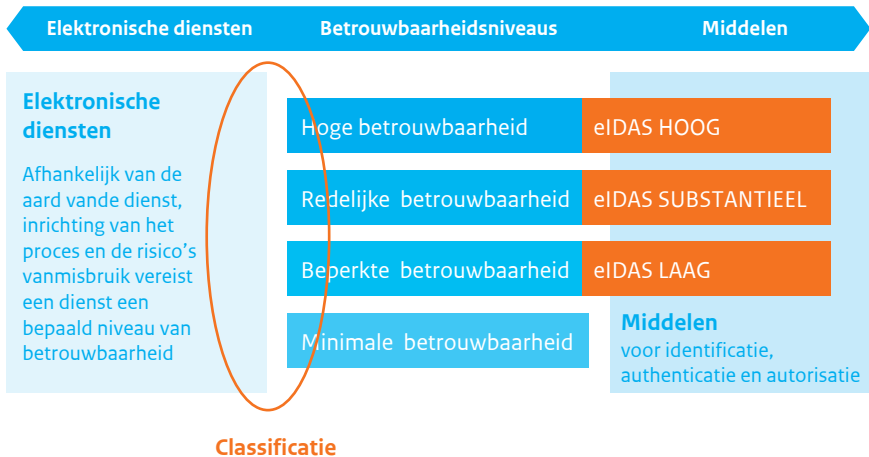 Elektronische diensten
Betrouwbaarheidsniveaus
Middelen
Elektronische
diensten
Afhankelijk van de
aard vande dienst,
inrichting van het
proces en de risico's
vanmisbruik vereist
een dienst een
bepaald niveau van
betrouwbaarheid
Hoge betrouwbaarheid
eIDAS HOOG
Redelijke betrouwbaarheid
eIDAS SUBSTANTIEEL
Beperkte betrouwbaarheid
eIDAS LAAG
Minimale betrouwbaarheid
Middelen
voor identificatie,
authenticatie en autorisatie
Classificatie